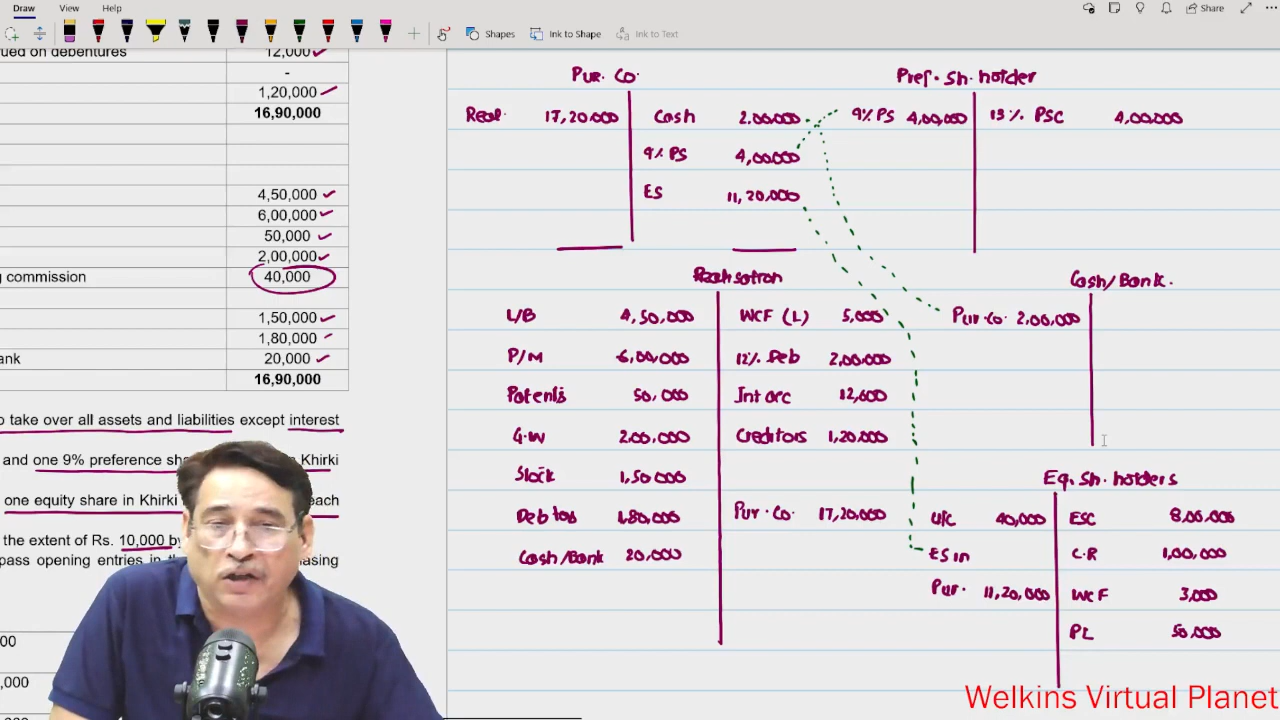 Draw View Help
Share
Shapes Ink to Shape Ink to Text
ued on debentures 12,000
-
1,20,000
16,90,000
4,50,000
6,00,000
50,000
2,00,000
g commission 40,000
1,50,000
1,80,000
ank 20,000
16,90,000
o take over all assets and liabilities except interest
and one 9% preference sha Khirki
one equity share in Khirki each
the extent of Rs. 10,000 by
pass opening entries in th hasing
00
,000
000
Pur. Co.
Real. 17,20,000 Cash 2,00,000
9% PS 4,00,000
ES 11,20,000
Pref. Sh. holder
9% PS 4,00,000 13% PSC 4,00,000
Realisation
L/B 4,50,000 WCF (L) 5,000
P/M 6,00,000 12% Deb 2,00,000
Patents 50,000 Int acc 12,600
G.W 2,00,000 Creditors 1,20,000
Stock 1,50,000
Debtors 1,80,000 Pur. Co. 17,20,000
Cash/Bank 20,000
Cash/Bank.
Pur. co. 2,00,000
Eq. Sh. holders
U/C 40,000 ESC 8,00,000
ES in C.R 1,00,000
Pur. 11,20,000 WCF 3,000
PL 50,000
Welkins Virtual Planet